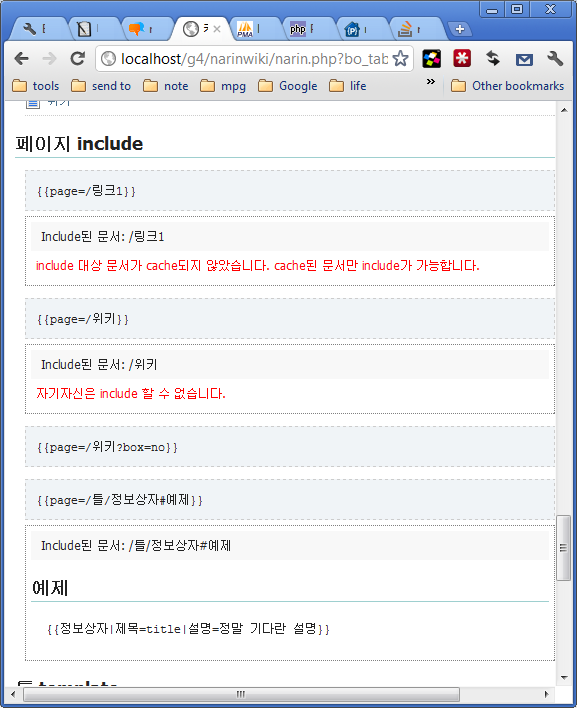 localhost/g4/narinwiki/narin.php?bo_tab
tools send to note mpg Google life » Other bookmarks
위키
페이지 include
{{page=/링크1}}
Include된 문서: /링크1
include 대상 문서가 cache되지 않았습니다. cache된 문서만 include가 가능합니다.
{{page=/위키}}
Include된 문서: /위키
자기자신은 include 할 수 없습니다.
{{page=/위키?box=no}}
{{page=/틀/정보상자#예제}}
Include된 문서: /틀/정보상자#예제
예제
{{정보상자|제목=title|설명=정말 기다란 설명}}
틀 template